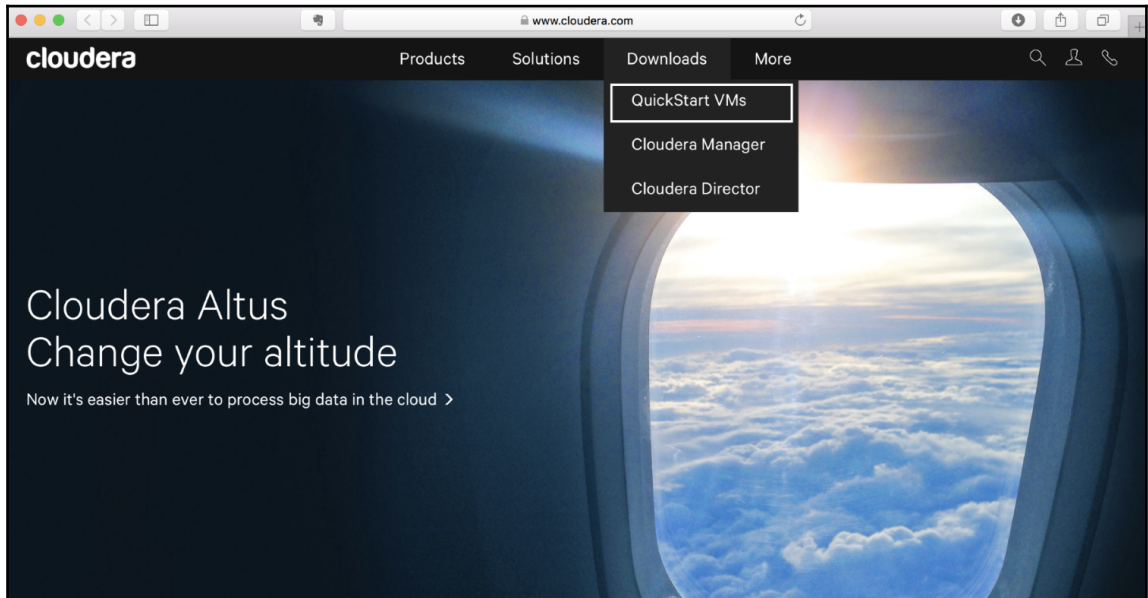 www.cloudera.com
cloudera
Products Solutions Downloads More
QuickStart VMs
Cloudera Manager
Cloudera Director
Cloudera Altus
Change your altitude
Now it's easier than ever to process big data in the cloud >